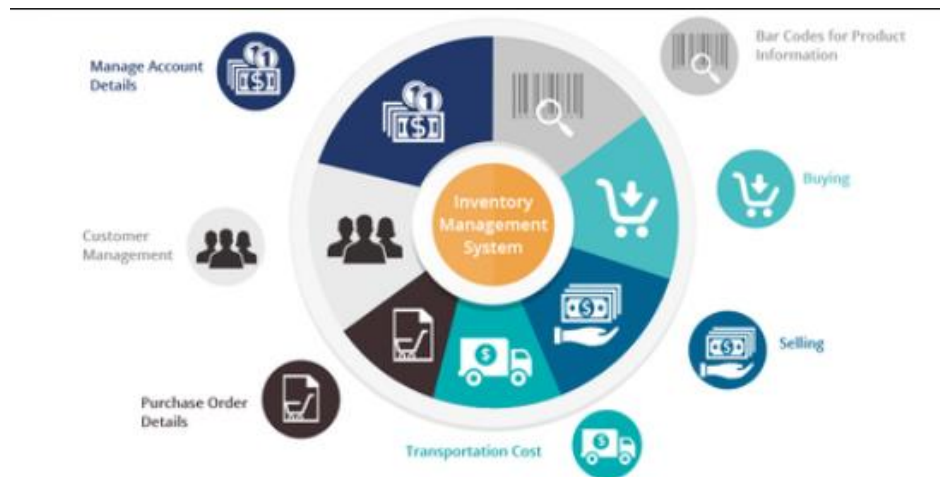 Manage Account
Details
Bar Codes for Product
Information
Inventory
Management
System
Buying
Customer
Management
Selling
Purchase Order
Details
Transportation Cost